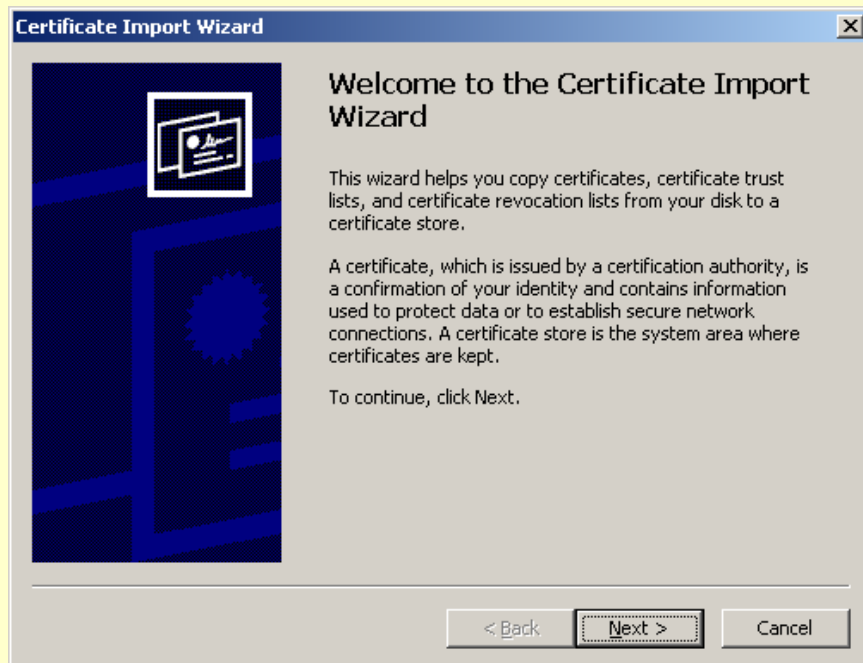 Certificate Import Wizard
Welcome to the Certificate Import
Wizard
This wizard helps you copy certificates, certificate trust
lists, and certificate revocation lists from your disk to a
certificate store.
A certificate, which is issued by a certification authority, is
a confirmation of your identity and contains information
used to protect data or to establish secure network
connections. A certificate store is the system area where
certificates are kept.
To continue, click Next.
< Back Next > Cancel